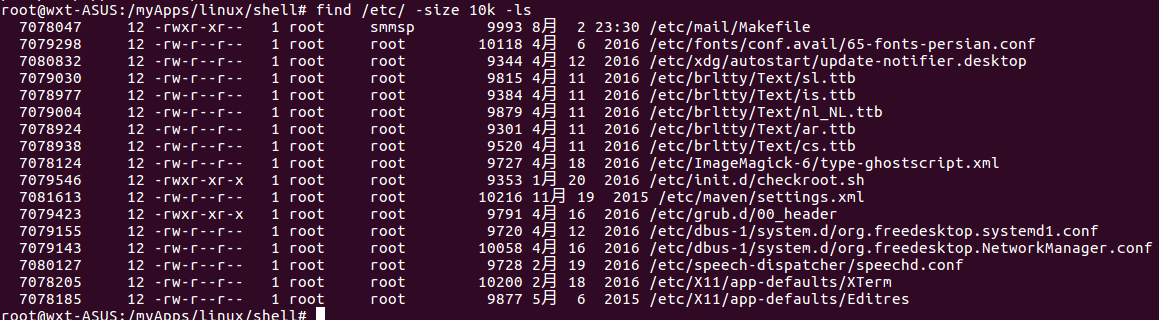 root@wxt-ASUS:/myApps/linux/shell# find /etc/ -size 10k -ls
7078047 12 -rwxr-xr-- 1 root smmsp 9993 8月 2 23:30 /etc/mail/Makefile
7079298 12 -rw-r--r-- 1 root root 10118 4月 6 2016 /etc/fonts/conf.avail/65-fonts-persian.conf
7080832 12 -rw-r--r-- 1 root root 9344 4月 12 2016 /etc/xdg/autostart/update-notifier.desktop
7079030 12 -rw-r--r-- 1 root root 9815 4月 11 2016 /etc/brltty/Text/sl.ttb
7078977 12 -rw-r--r-- 1 root root 9384 4月 11 2016 /etc/brltty/Text/is.ttb
7079004 12 -rw-r--r-- 1 root root 9879 4月 11 2016 /etc/brltty/Text/nl_NL.ttb
7078924 12 -rw-r--r-- 1 root root 9301 4月 11 2016 /etc/brltty/Text/ar.ttb
7078938 12 -rw-r--r-- 1 root root 9520 4月 11 2016 /etc/brltty/Text/cs.ttb
7078124 12 -rw-r--r-- 1 root root 9727 4月 18 2016 /etc/ImageMagick-6/type-ghostscript.xml
7079546 12 -rwxr-xr-x 1 root root 9353 1月 20 2016 /etc/init.d/checkroot.sh
7081613 12 -rw-r--r-- 1 root root 10216 11月 19 2015 /etc/maven/settings.xml
7079423 12 -rwxr-xr-x 1 root root 9791 4月 16 2016 /etc/grub.d/00_header
7079155 12 -rw-r--r-- 1 root root 9720 4月 12 2016 /etc/dbus-1/system.d/org.freedesktop.systemd1.conf
7079143 12 -rw-r--r-- 1 root root 10058 4月 16 2016 /etc/dbus-1/system.d/org.freedesktop.NetworkManager.conf
7080127 12 -rw-r--r-- 1 root root 9728 2月 19 2016 /etc/speech-dispatcher/speechd.conf
7078205 12 -rw-r--r-- 1 root root 10200 2月 18 2016 /etc/X11/app-defaults/XTerm
7078185 12 -rw-r--r-- 1 root root 9877 5月 6 2015 /etc/X11/app-defaults/Editres
root@wxt-ASUS:/myApps/linux/shell#